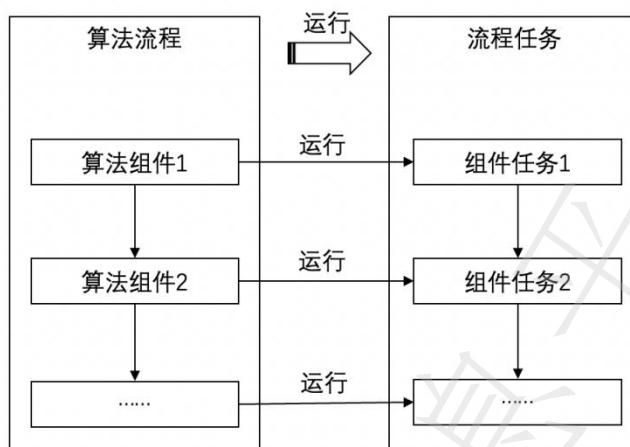 算法流程
运行
流程任务
算法组件1
运行
组件任务1
算法组件2
运行
组件任务2
……
运行
……